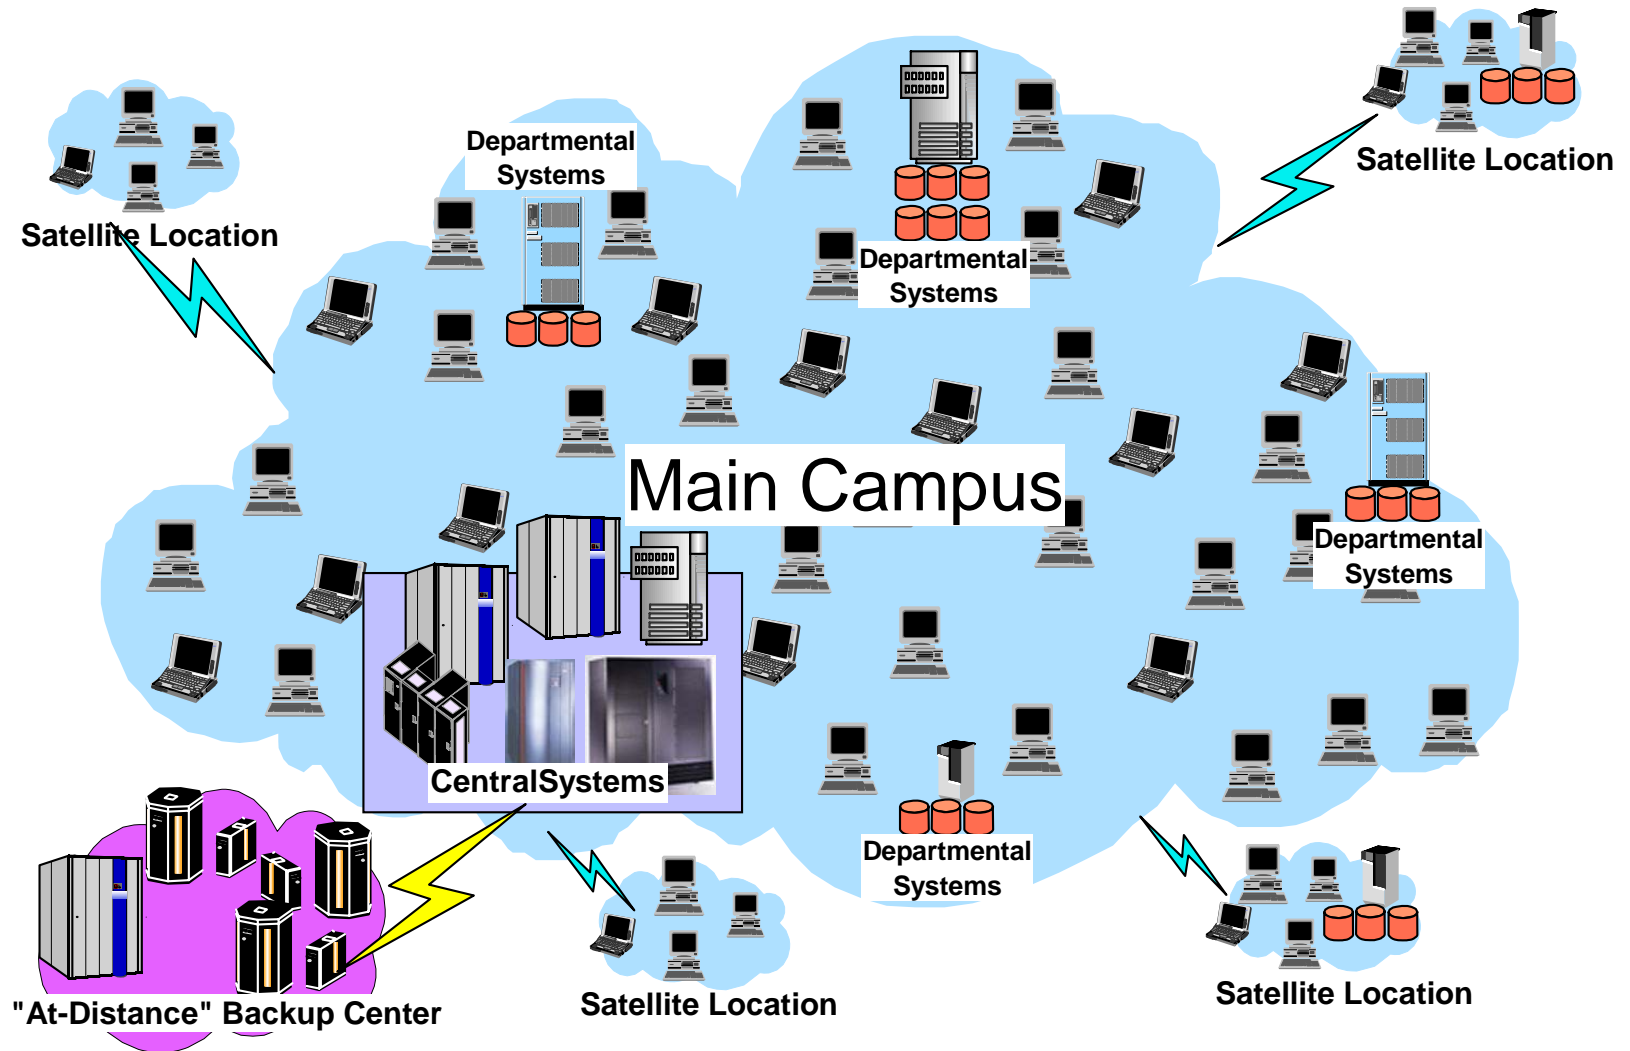 Departmental
Systems
Satellite Location
Satellite Location
Departmental
Systems
Main Campus
Departmental
Systems
CentralSystems
Departmental
Systems
"At-Distance" Backup Center
Satellite Location
Satellite Location